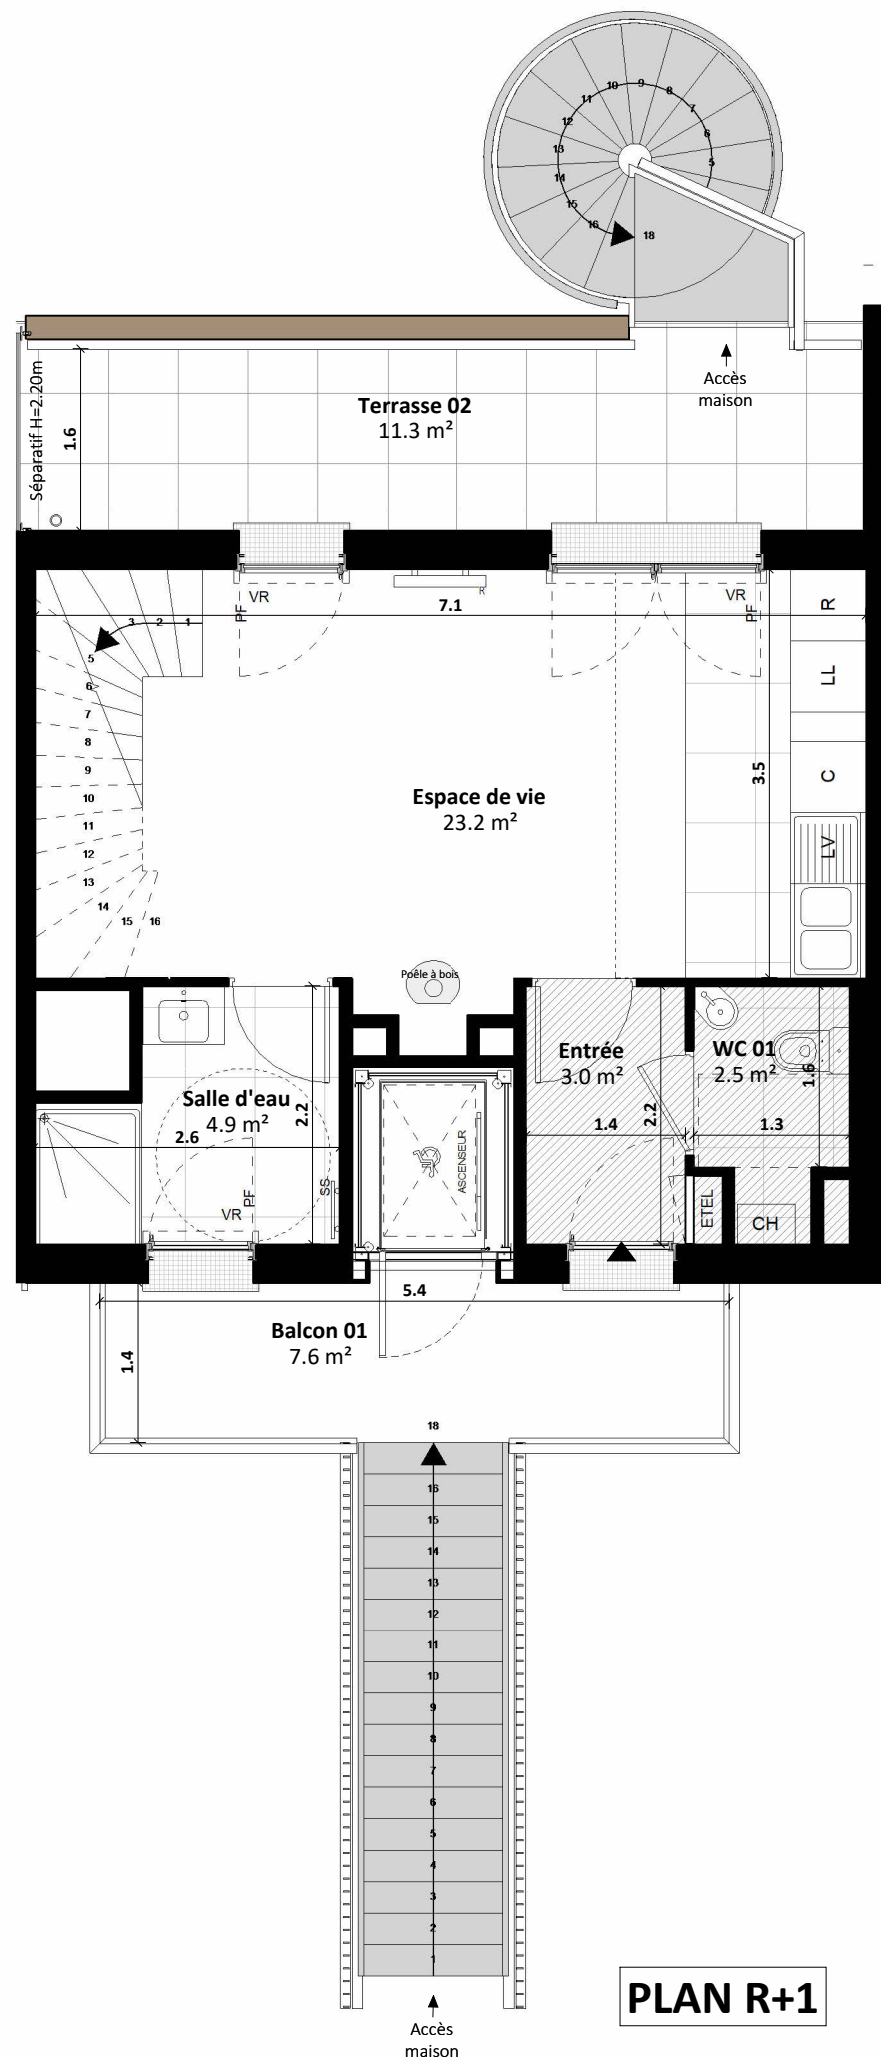 9
10
8
11
7
12
6
13
5
14
15
16
18
Accès
maison
Séparatif H=2.20m
1.6
Terrasse 02
11.3 m²
VR
PF
R
7.1
VR
PF
R
1
2
3
5
6
7
8
9
10
11
12
13
14
15
16
LL
C
LV
3.5
Espace de vie
23.2 m²
Poêle à bois
Salle d'eau
4.9 m²
2.6
2.2
VR
PF
SS
ASCENSEUR
Entrée
3.0 m²
1.4
2.2
WC 01
2.5 m²
1.6
1.3
ETEL
CH
5.4
Balcon 01
7.6 m²
1.4
18
16
15
14
13
12
11
10
9
8
7
6
5
4
3
2
1
Accès
maison
PLAN R+1